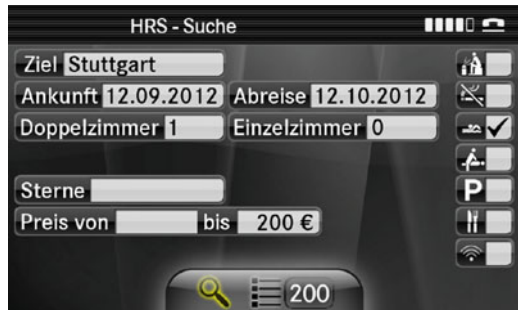 HRS - Suche
Ziel Stuttgart
Ankunft 12.09.2012 Abreise 12.10.2012
Doppelzimmer 1 Einzelzimmer 0
Sterne
P
Preis von bis 200 €
200